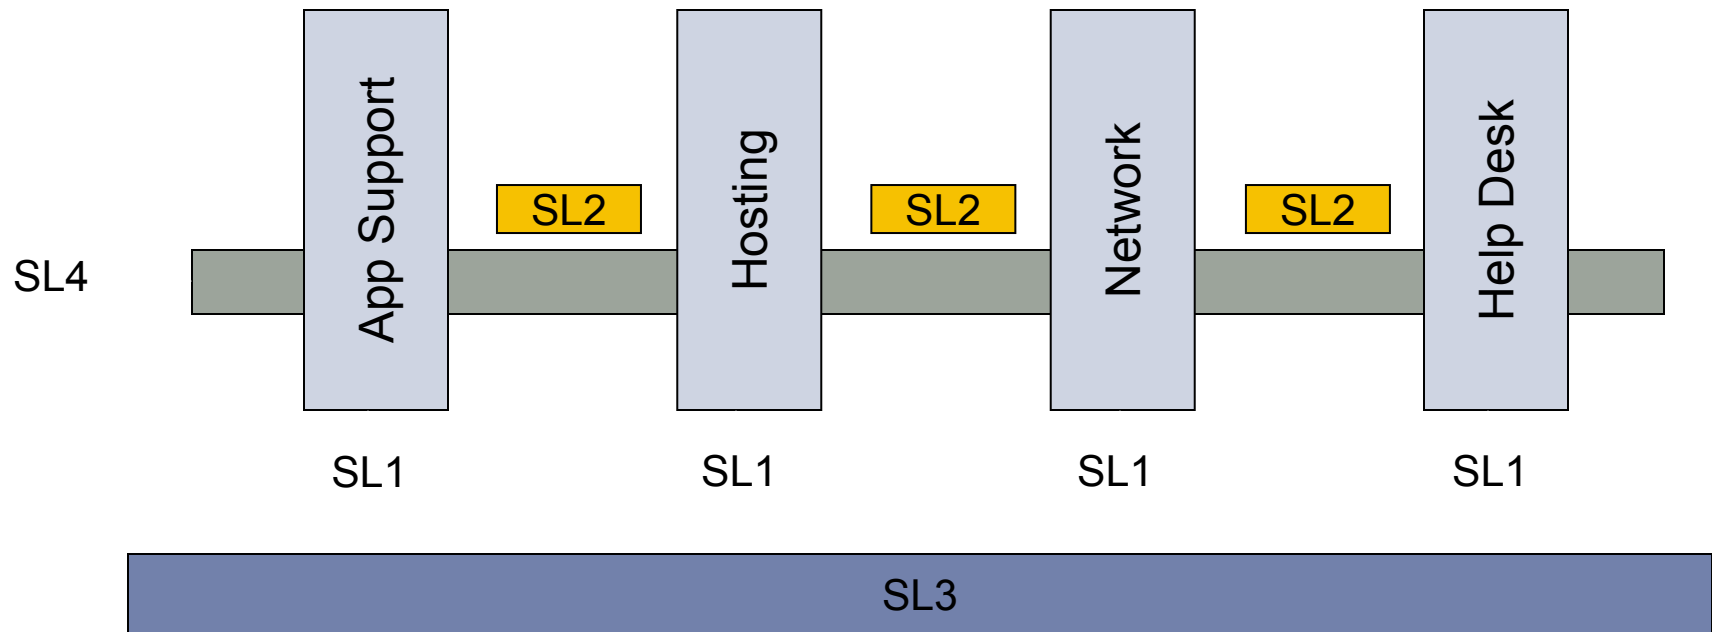 App Support
Hosting
Network
Help Desk
SL2
SL2
SL2
SL4
SL1
SL1
SL1
SL1
SL3